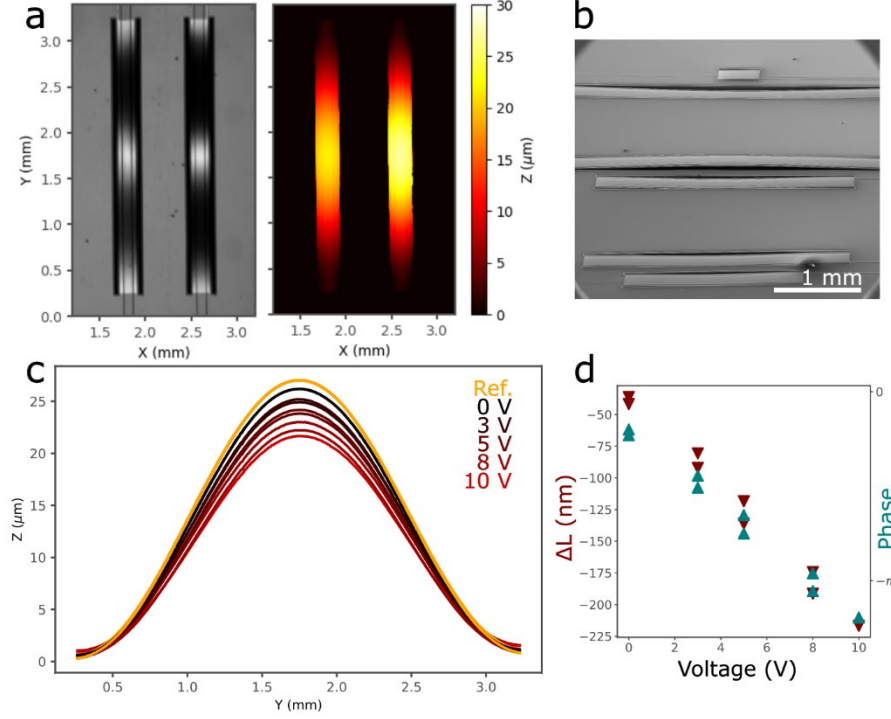 a
b
30
25
20
15
10
5
0
Z (μm)
3.0
2.5
2.0
1.5
1.0
0.5
0.0
Y (mm)
1.5 2.0 2.5 3.0
X (mm)
1.5 2.0 2.5 3.0
X (mm)
1 mm
c
Ref.
0 V
3 V
5 V
8 V
10 V
25
20
15
10
5
0
Z (μm)
0.5 1.0 1.5 2.0 2.5 3.0
Y (mm)
d
−50
−75
−100
−125
−150
−175
−200
−225
ΔL (nm)
0 2 4 6 8 10
Voltage (V)
0
Phase